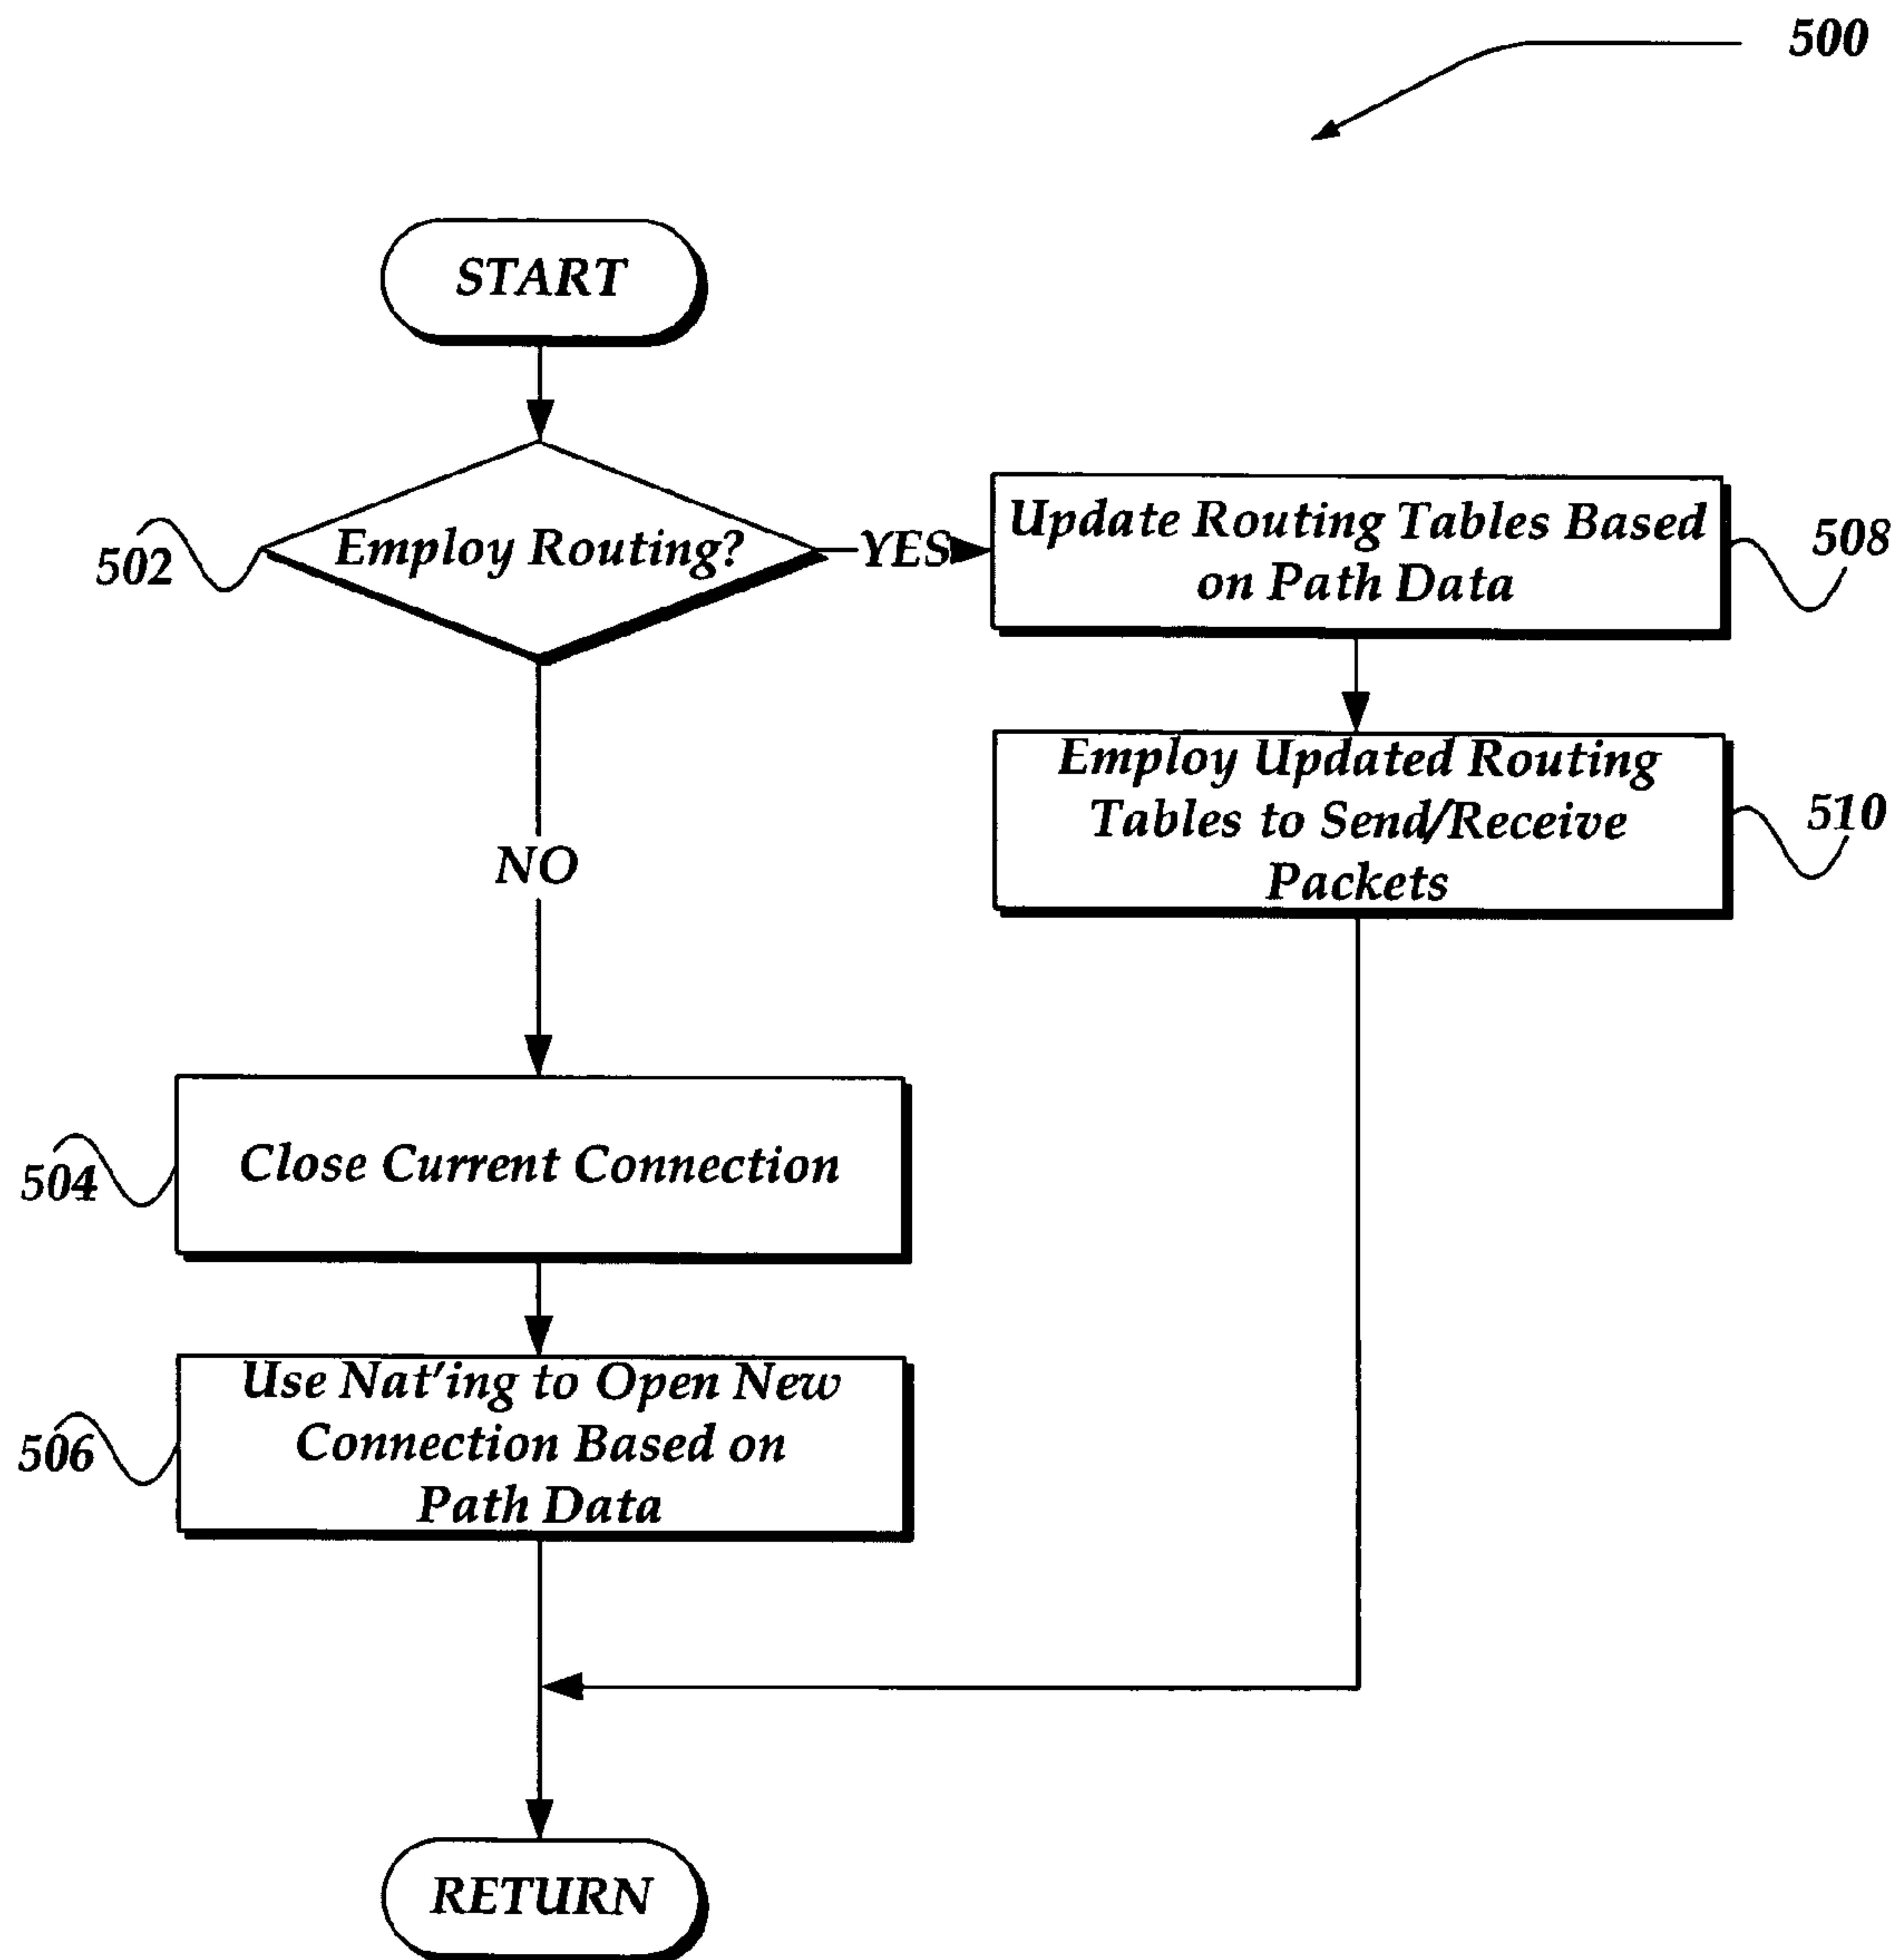 500
START
502
Employ Routing?
YES
Update Routing Tables Based
on Path Data
508
Employ Updated Routing
Tables to Send/Receive
Packets
510
NO
Close Current Connection
504
Use Nat'ing to Open New
Connection Based on
Path Data
506
RETURN